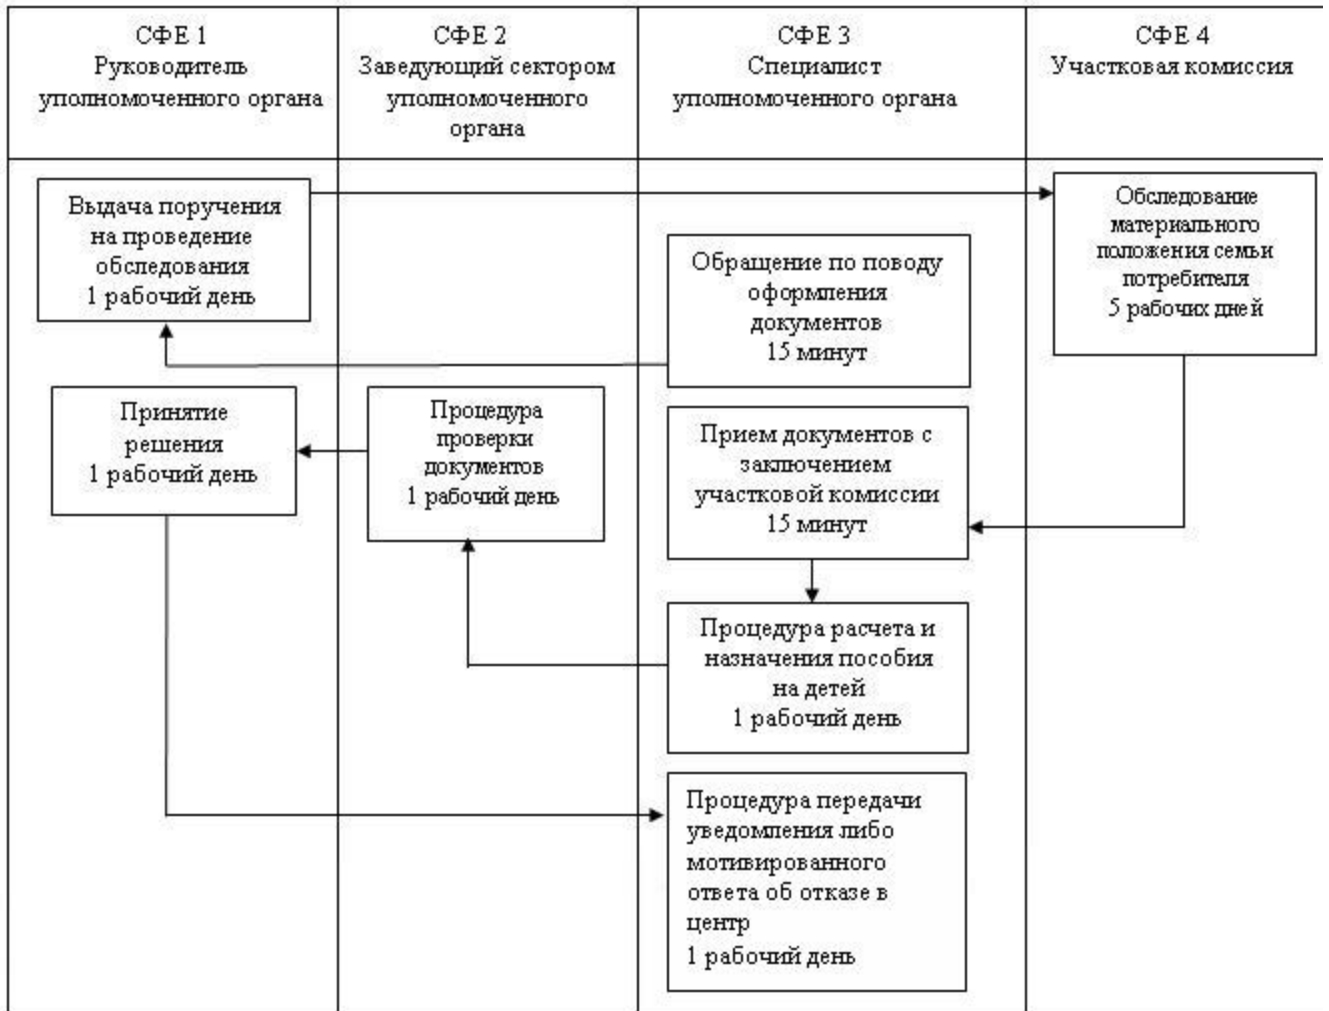 СФЕ 1
Руководитель
уполномоченного органа
СФЕ 2
Заведующий сектором
уполномоченного
органа
СФЕ 3
Специалист
уполномоченного органа
СФЕ 4
Участковая комиссия
Выдача поручения
на проведение
обследования
1 рабочий день
Обращение по поводу
оформления
документов
15 минут
Обследование
материального
положения семьи
потребителя
5 рабочих дней
Принятие
решения
1 рабочий день
Процедура
проверки
документов
1 рабочий день
Прием документов с
заключением
участковой комиссии
15 минут
Процедура расчета и
назначения пособия
на детей
1 рабочий день
Процедура передачи
уведомления либо
мотивированного
ответа об отказе в
центр
1 рабочий день